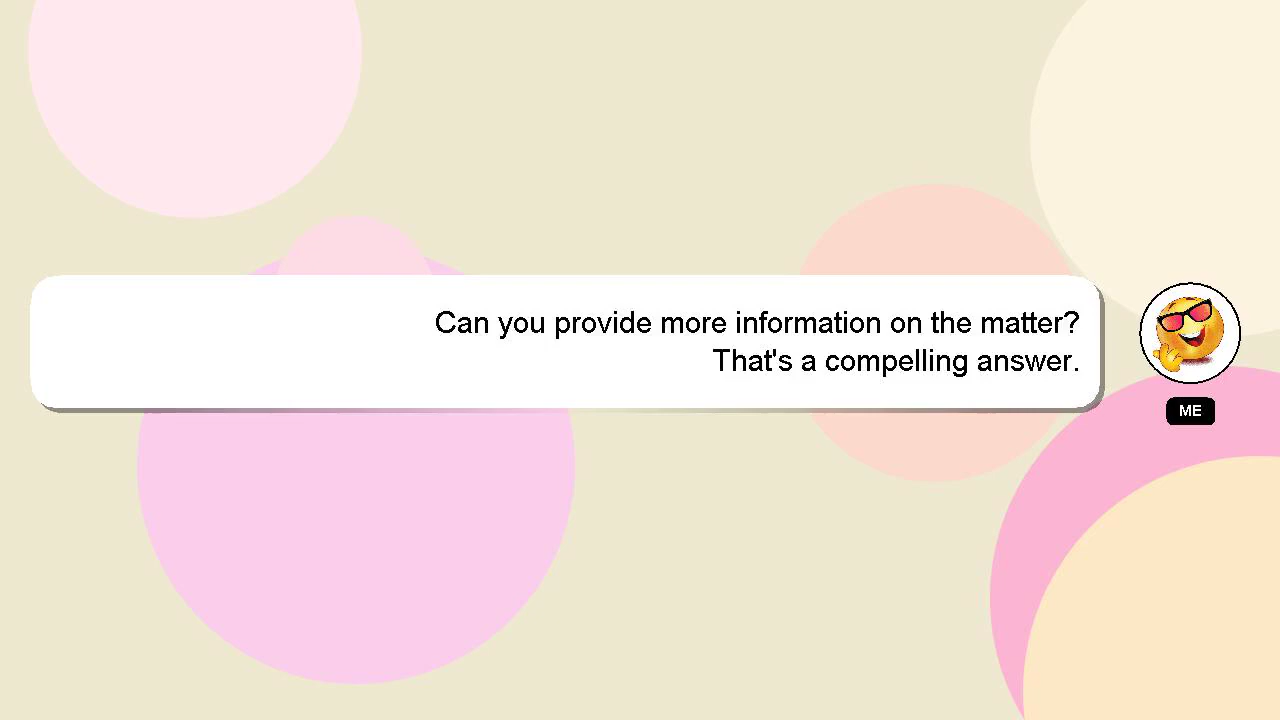 Can you provide more information on the matter?
That's a compelling answer.
ME